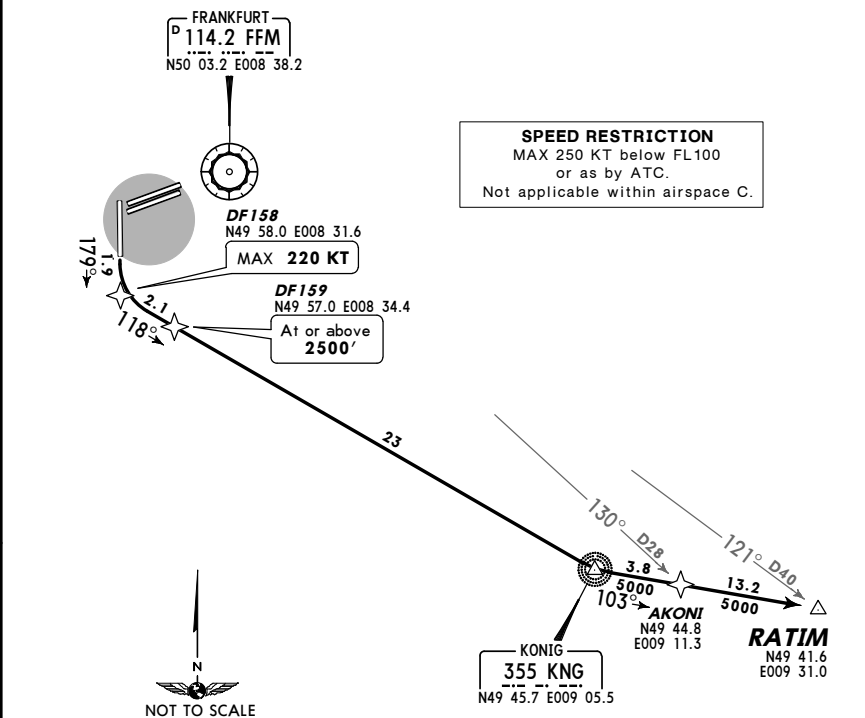 FRANKFURT
D 114.2 FFM
N50 03.2 E008 38.2
SPEED RESTRICTION
MAX 250 KT below FL100
or as by ATC.
Not applicable within airspace C.
DF158
N49 58.0 E008 31.6
MAX 220 KT
179°
1.9
DF159
N49 57.0 E008 34.4
At or above
2500'
2.1
118°
23
130° D28
121° D40
3.8
5000
13.2
5000
103°
AKONI
N49 44.8
E009 11.3
RATIM
N49 41.6
E009 31.0
KONIG
355 KNG
N49 45.7 E009 05.5
N
NOT TO SCALE